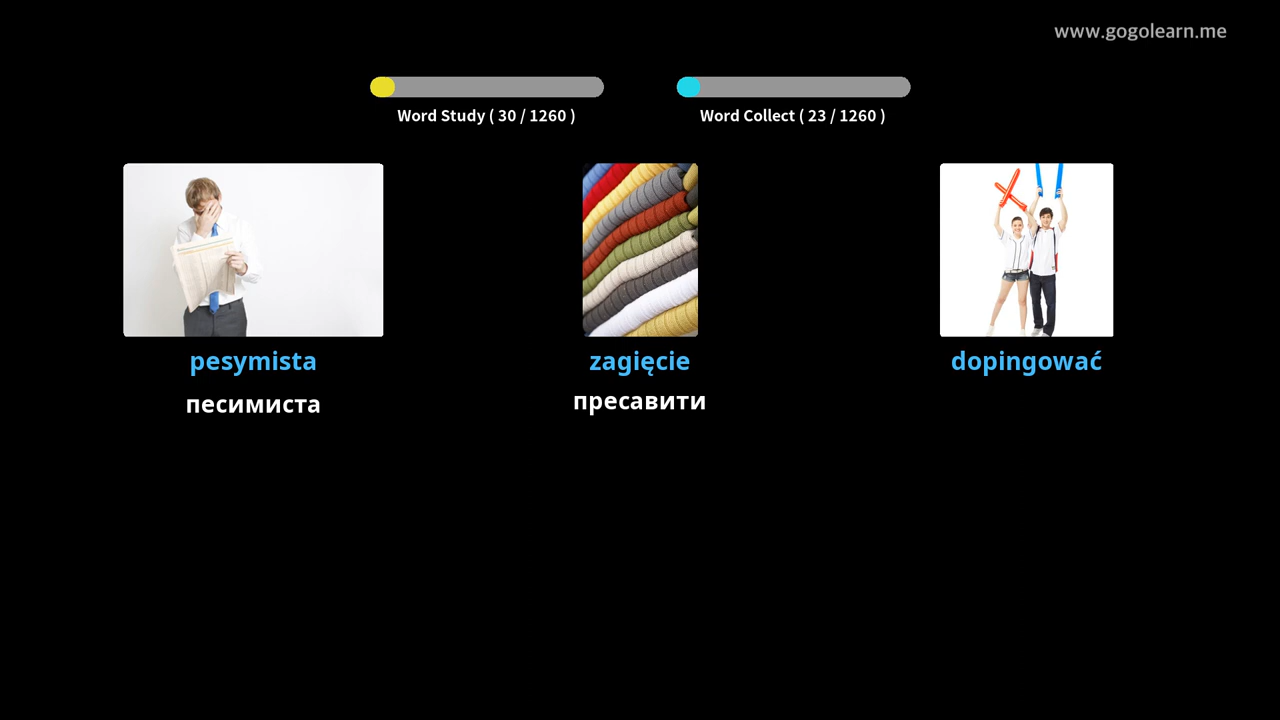 www.gogolearn.me
Word Study ( 30 / 1260 )
Word Collect ( 23 / 1260 )
pesymista
zagięcie
dopingować
песимиста
пресавити